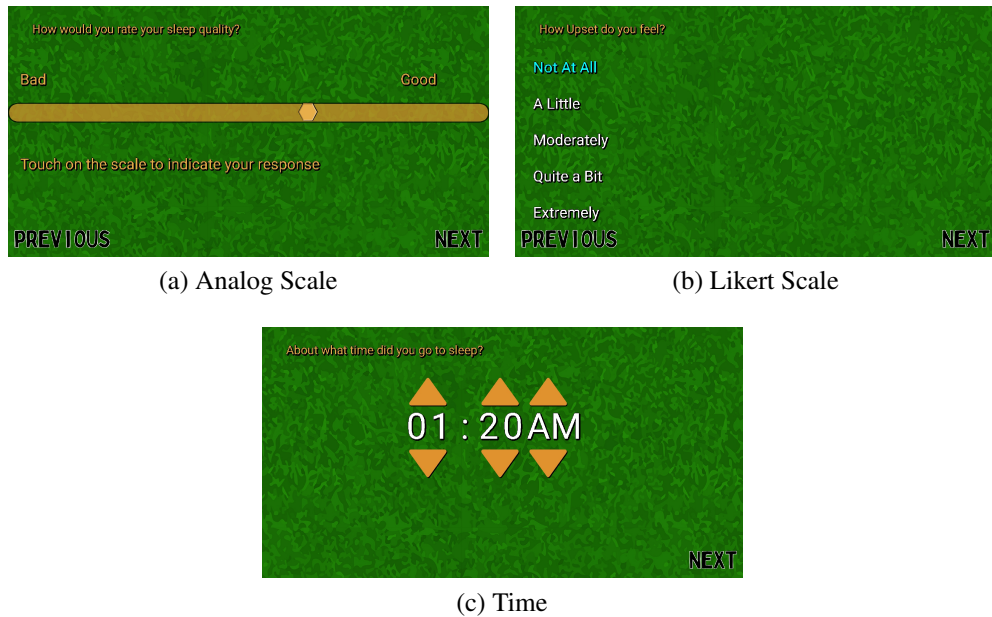 How would you rate your sleep quality?
Bad Good
Touch on the scale to indicate your response
PREVIOUS NEXT
(a) Analog Scale
How Upset do you feel?
Not At All
A Little
Moderately
Quite a Bit
Extremely
PREVIOUS NEXT
(b) Likert Scale
About what time did you go to sleep?
01 : 20 AM
NEXT
(c) Time